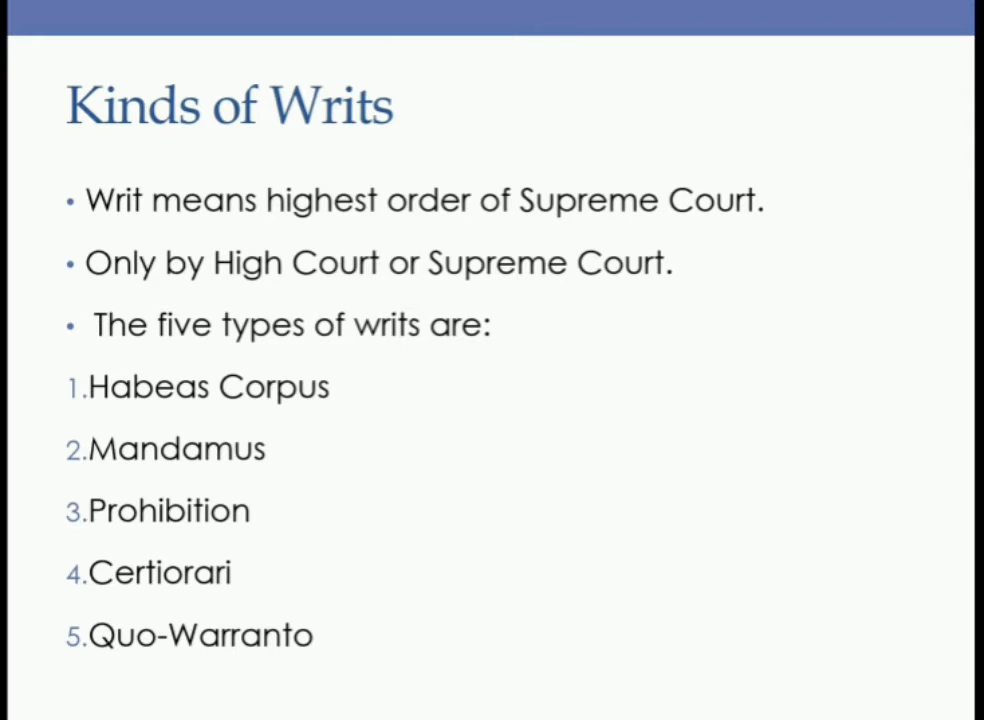 Kinds of Writs
• Writ means highest order of Supreme Court.
• Only by High Court or Supreme Court.
• The five types of writs are:
1.Habeas Corpus
2.Mandamus
3.Prohibition
4.Certiorari
5.Quo-Warranto